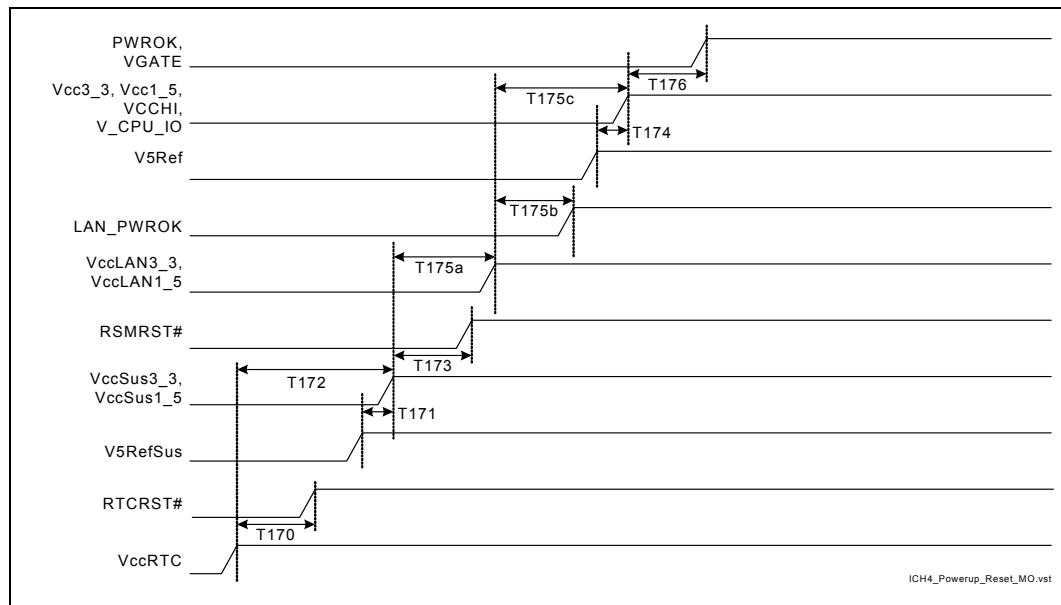 PWROK,
VGATE
T176
Vcc3_3, Vcc1_5,
VCCHI,
V_CPU_IO
T175c
T174
V5Ref
T175b
LAN_PWROK
VccLAN3_3,
VccLAN1_5
T175a
RSMRST#
T173
VccSus3_3,
VccSus1_5
T172
T171
V5RefSus
RTCRST#
T170
VccRTC
ICH4_Powerup_Reset_MO.vst